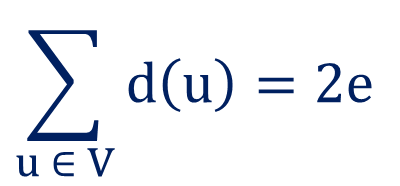 ∑ d(u) = 2e
u ∈ V